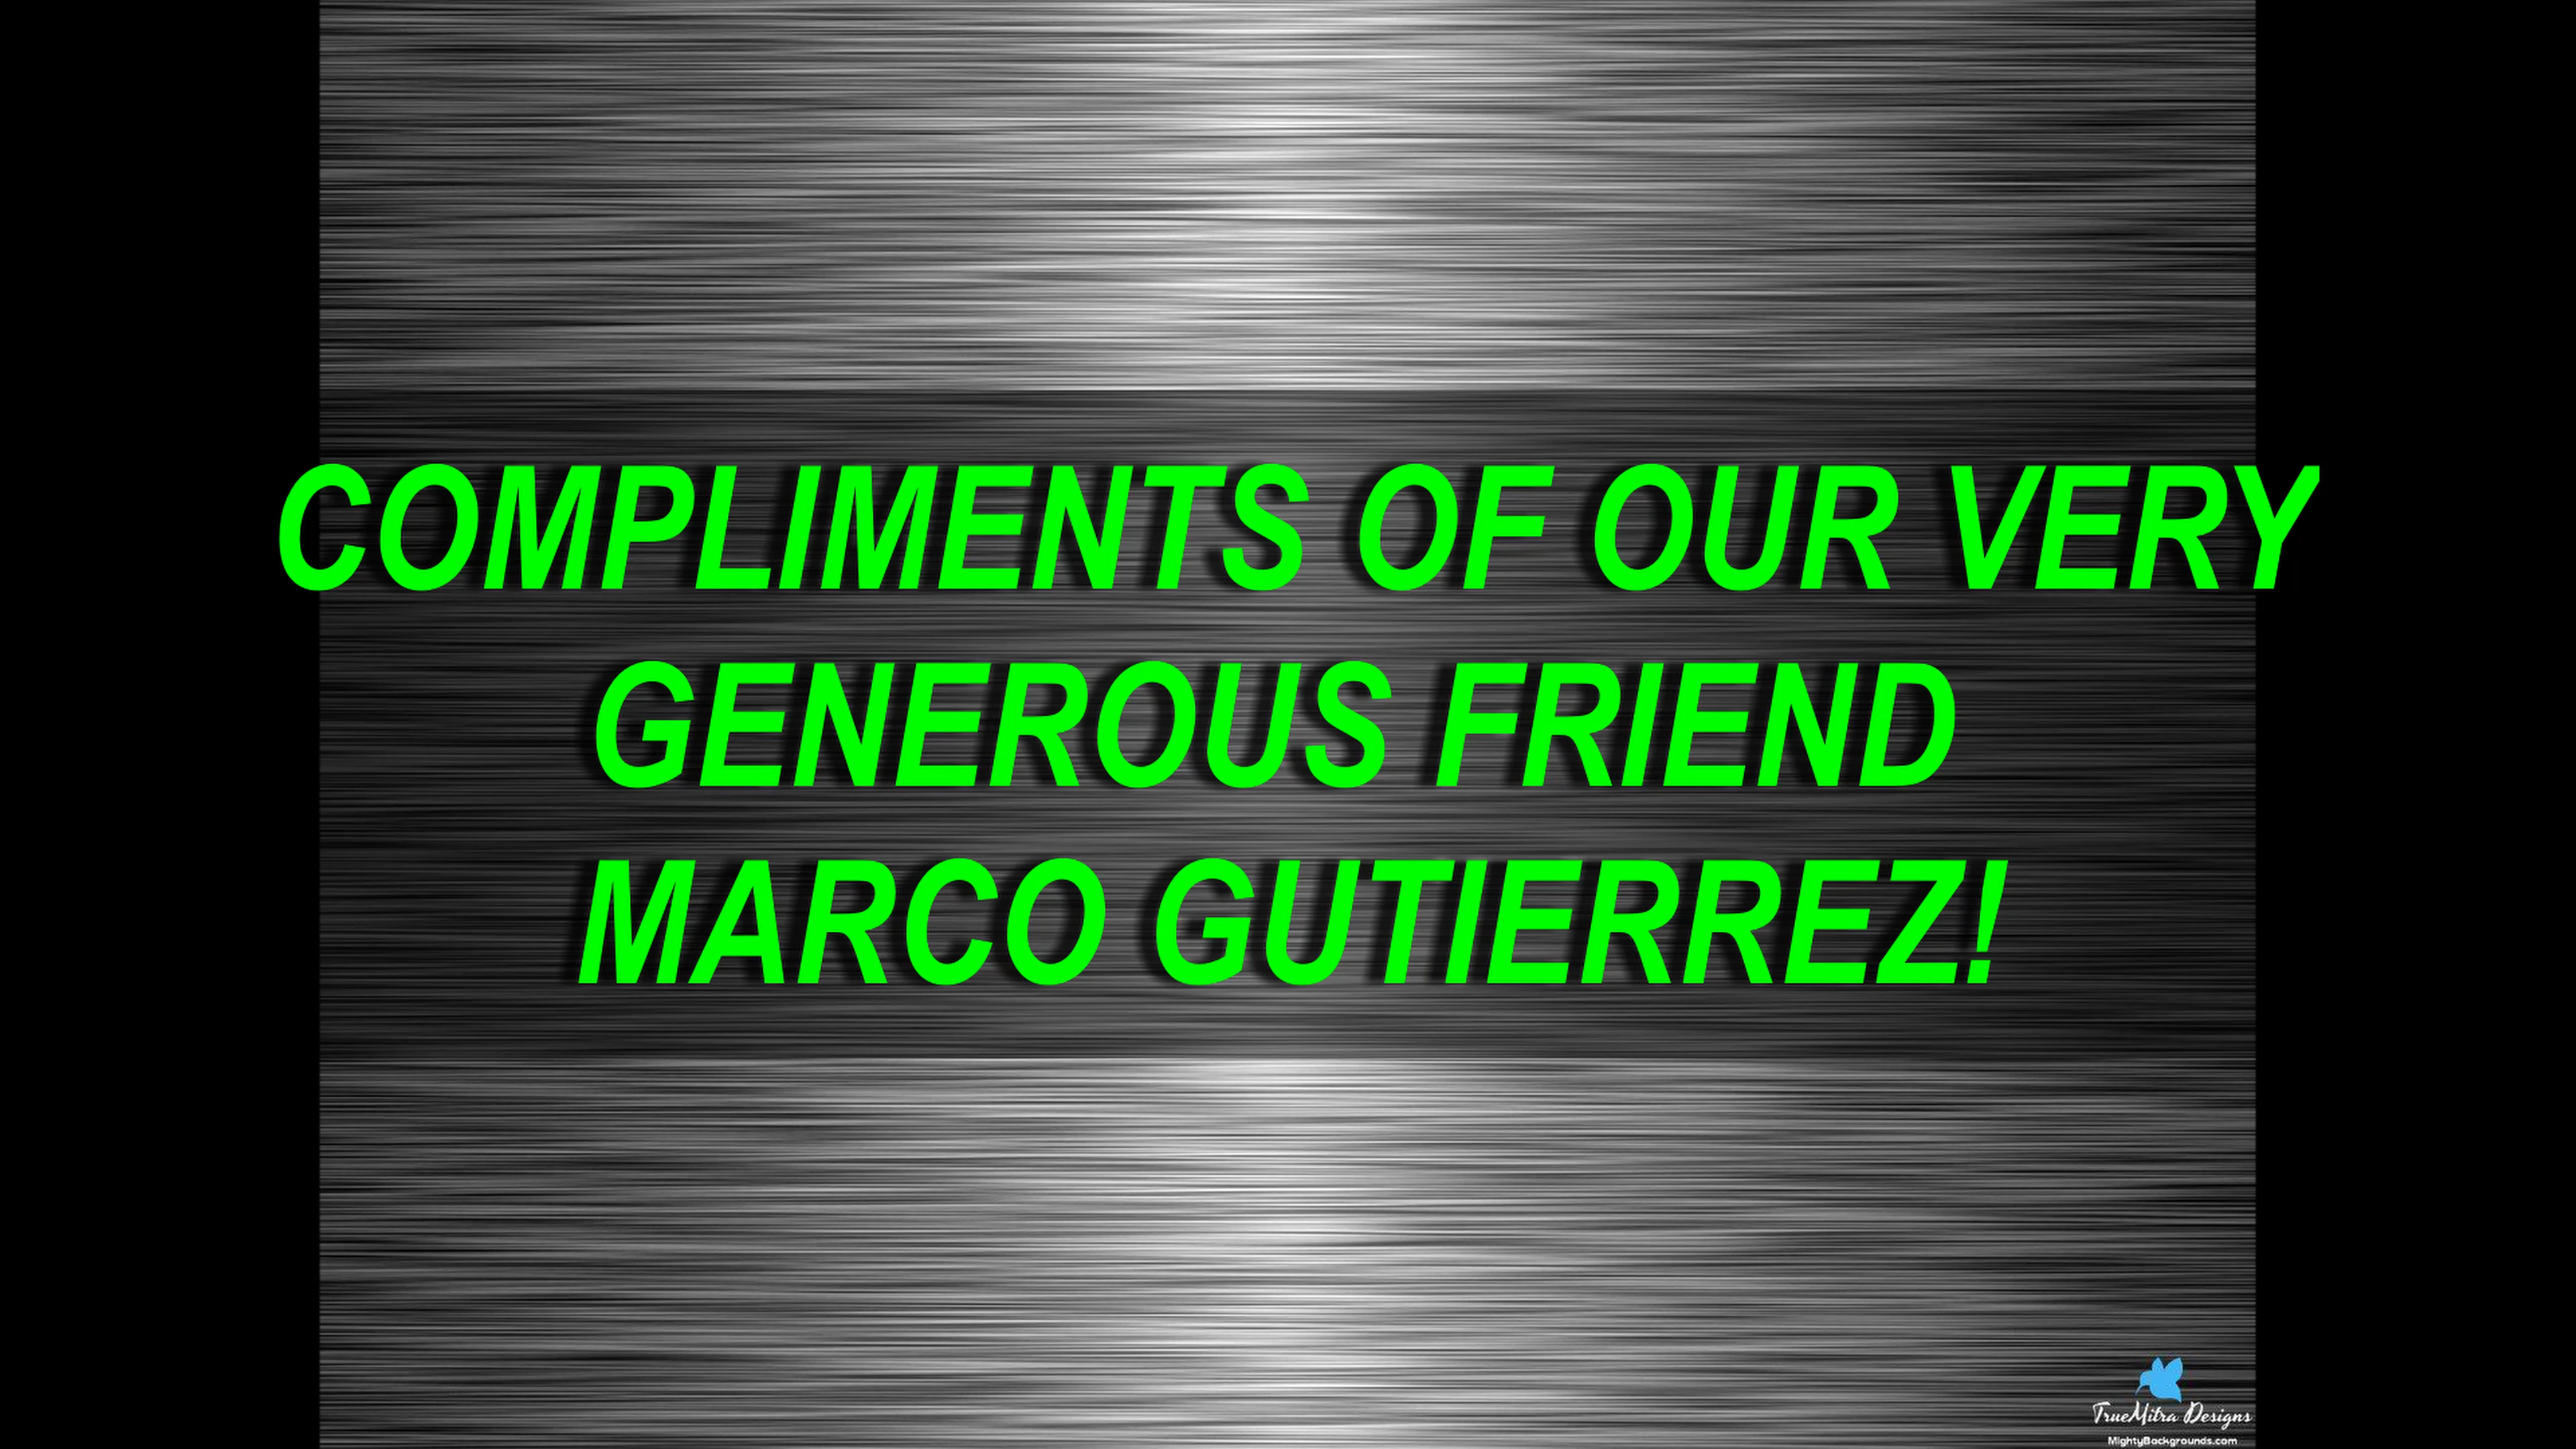 COMPLIMENTS OF OUR VERY
GENEROUS FRIEND
MARCO GUTIERREZ!
TrueMitra Designs
MightyBackgrounds.com